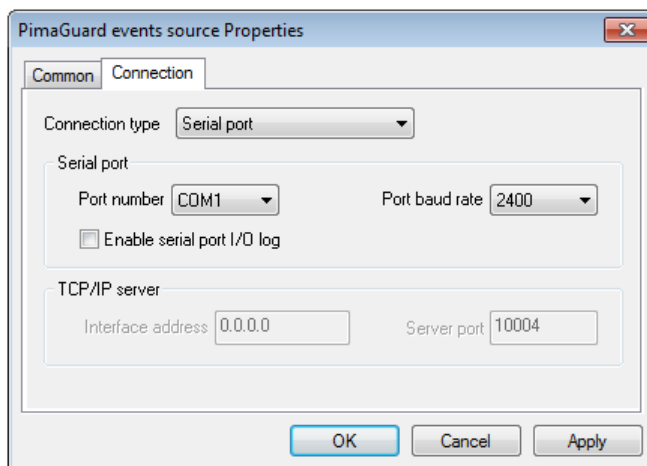 PimaGuard events source Properties
Common Connection
Connection type Serial port
Serial port
Port number COM1 Port baud rate 2400
Enable serial port I/O log
TCP/IP server
Interface address 0.0.0.0 Server port 10004
OK Cancel Apply